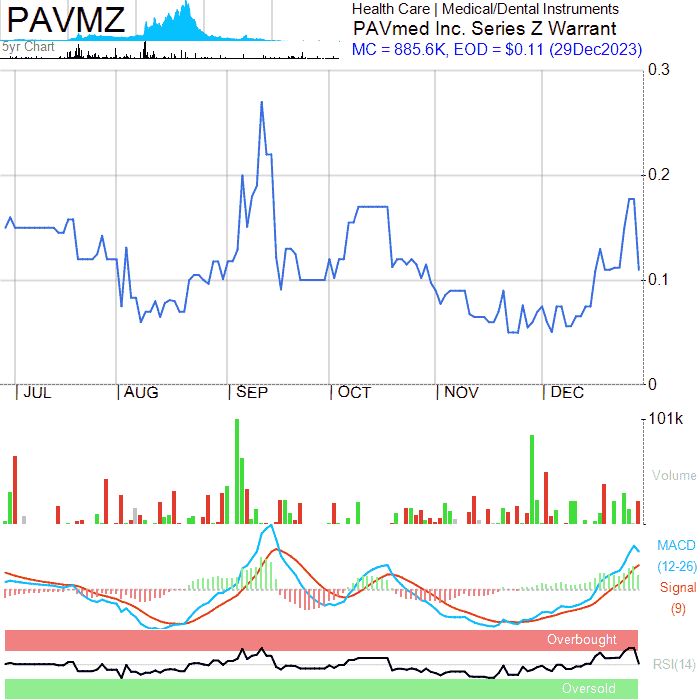 PAVMZ
5yr Chart
Health Care | Medical/Dental Instruments
PAVmed Inc. Series Z Warrant
MC = 885.6K, EOD = $0.11 (29Dec2023)
0.3
0.2
0.1
0
JUL AUG SEP OCT NOV DEC
101k
Volume
MACD
(12-26)
Signal
(9)
Overbought
RSI(14)
Oversold